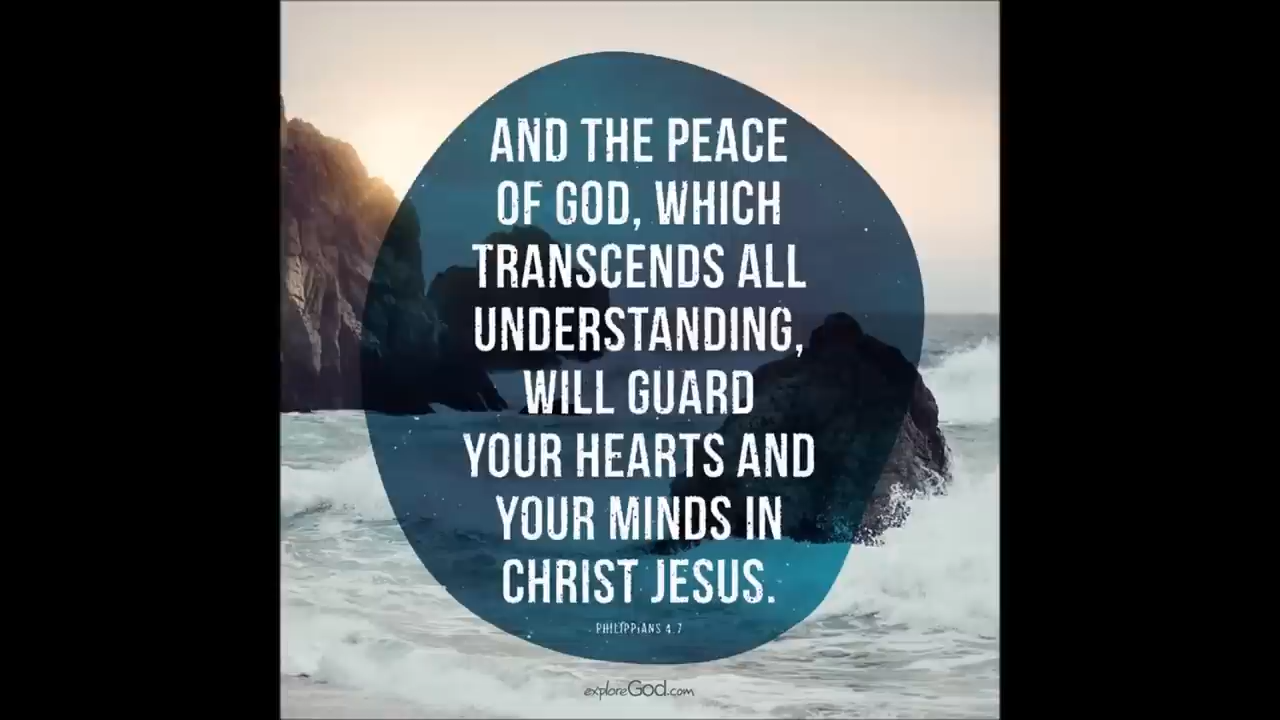 AND THE PEACE
OF GOD, WHICH
TRANSCENDS ALL
UNDERSTANDING,
WILL GUARD
YOUR HEARTS AND
YOUR MINDS IN
CHRIST JESUS.
PHILIPPIANS 4:7
exploreGod.com